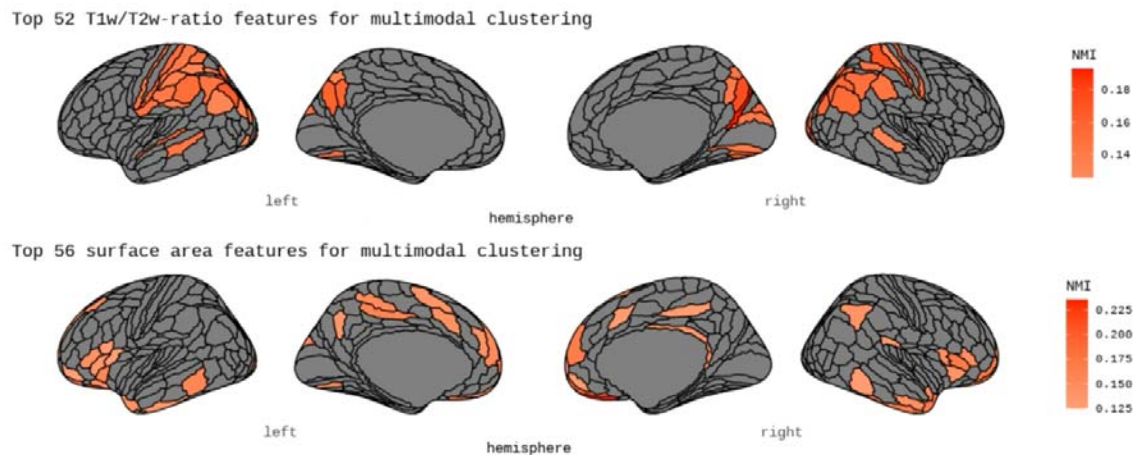 Top 52 T1w/T2w-ratio features for multimodal clustering
NMI
0.18
0.16
0.14
left
right
hemisphere
Top 56 surface area features for multimodal clustering
NMI
0.225
0.200
0.175
0.150
0.125
left
right
hemisphere